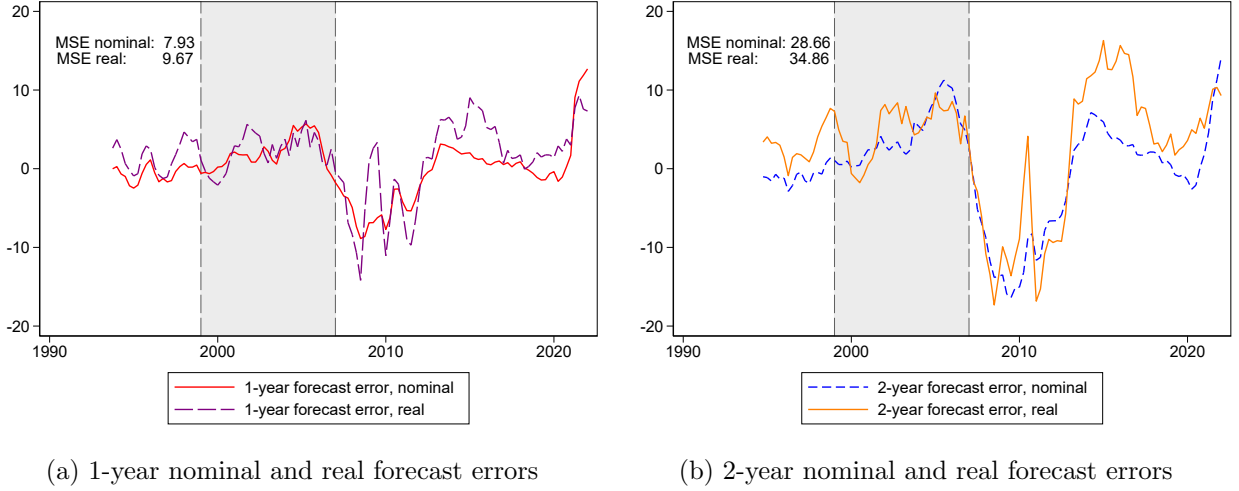 20
10
0
-10
-20
MSE nominal: 7.93
MSE real: 9.67
1990
2000
2010
2020
1-year forecast error, nominal
1-year forecast error, real
(a) 1-year nominal and real forecast errors
20
10
0
-10
-20
MSE nominal: 28.66
MSE real: 34.86
1990
2000
2010
2020
2-year forecast error, nominal
2-year forecast error, real
(b) 2-year nominal and real forecast errors